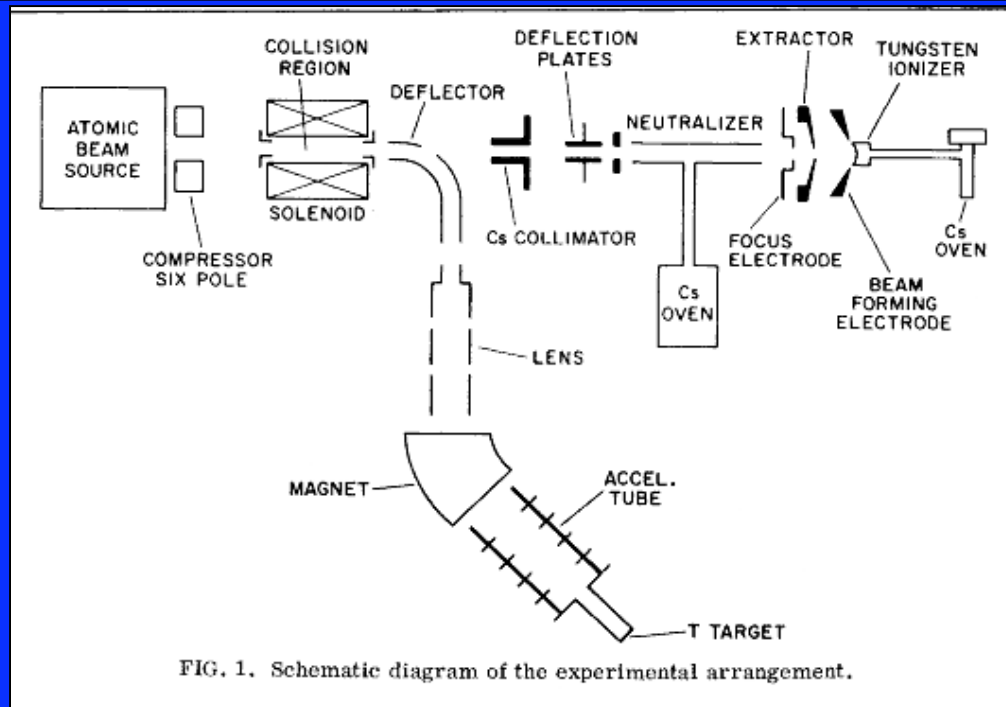 COLLISION
REGION
DEFLECTION
PLATES
EXTRACTOR
TUNGSTEN
IONIZER
DEFLECTOR
NEUTRALIZER
ATOMIC
BEAM
SOURCE
SOLENOID
Cs COLLIMATOR
COMPRESSOR
SIX POLE
FOCUS
ELECTRODE
Cs
OVEN
Cs
OVEN
BEAM
FORMING
ELECTRODE
LENS
MAGNET
ACCEL.
TUBE
T TARGET
FIG. 1. Schematic diagram of the experimental arrangement.